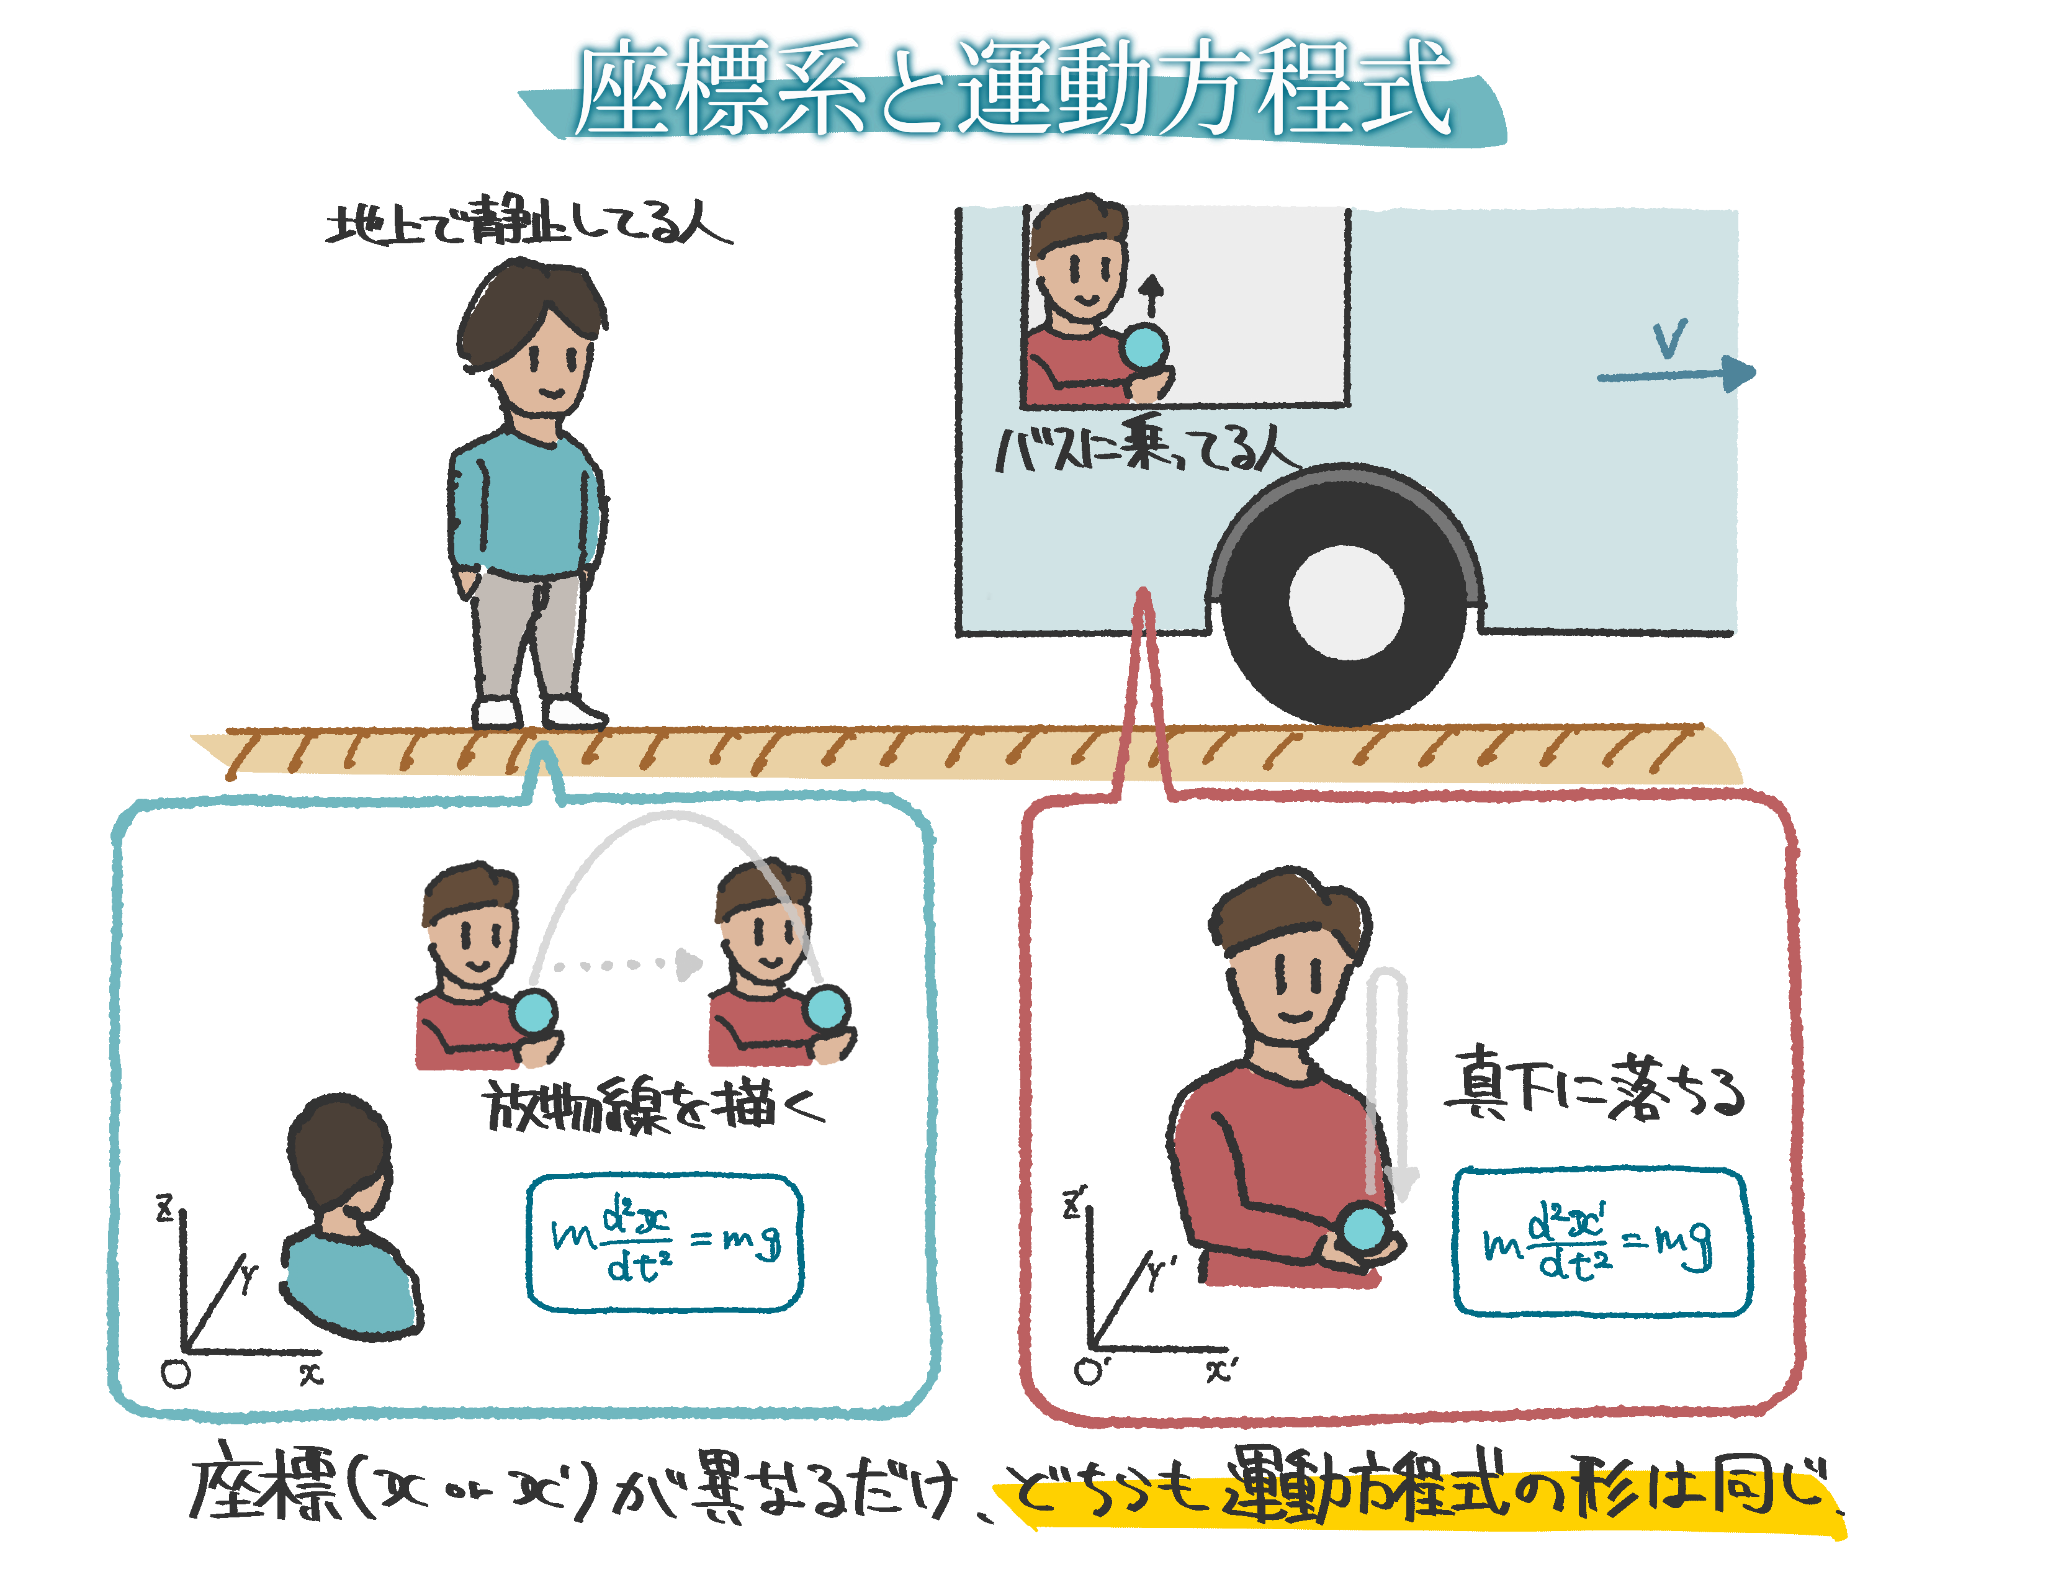 座標系と運動方程式
地上で静止してる人
V
バスに乗ってる人
放物線を描く
真下に落ちる
z
y
O
x
m d²x/dt² = mg
z'
y'
O'
x'
m d²x'/dt² = mg
座標(x or x')が異なるだけ、どちらも運動方程式の形は同じ.